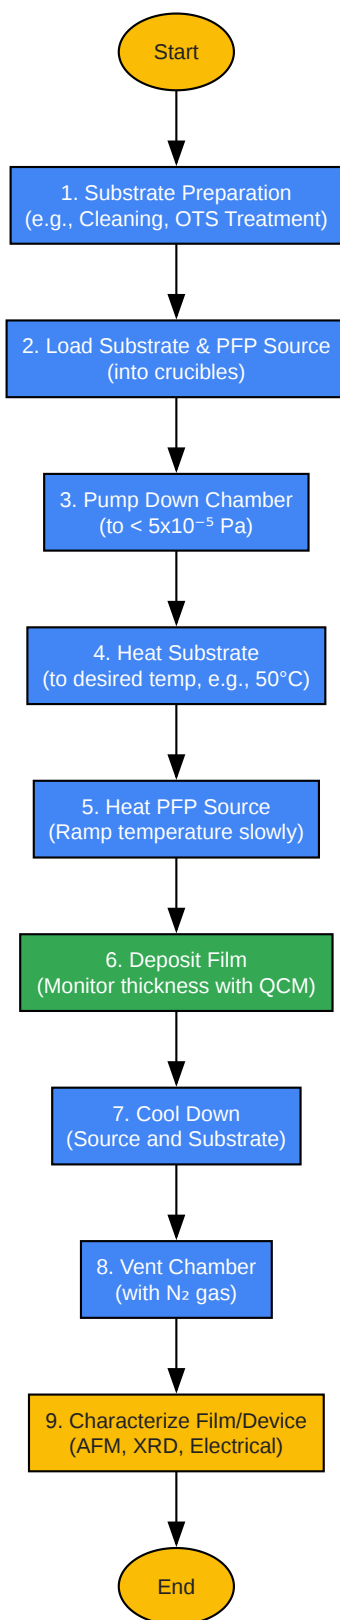 Start
1. Substrate Preparation
(e.g., Cleaning, OTS Treatment)
2. Load Substrate & PFP Source
(into crucibles)
3. Pump Down Chamber
(to < 5x10⁻⁵ Pa)
4. Heat Substrate
(to desired temp, e.g., 50°C)
5. Heat PFP Source
(Ramp temperature slowly)
6. Deposit Film
(Monitor thickness with QCM)
7. Cool Down
(Source and Substrate)
8. Vent Chamber
(with N₂ gas)
9. Characterize Film/Device
(AFM, XRD, Electrical)
End